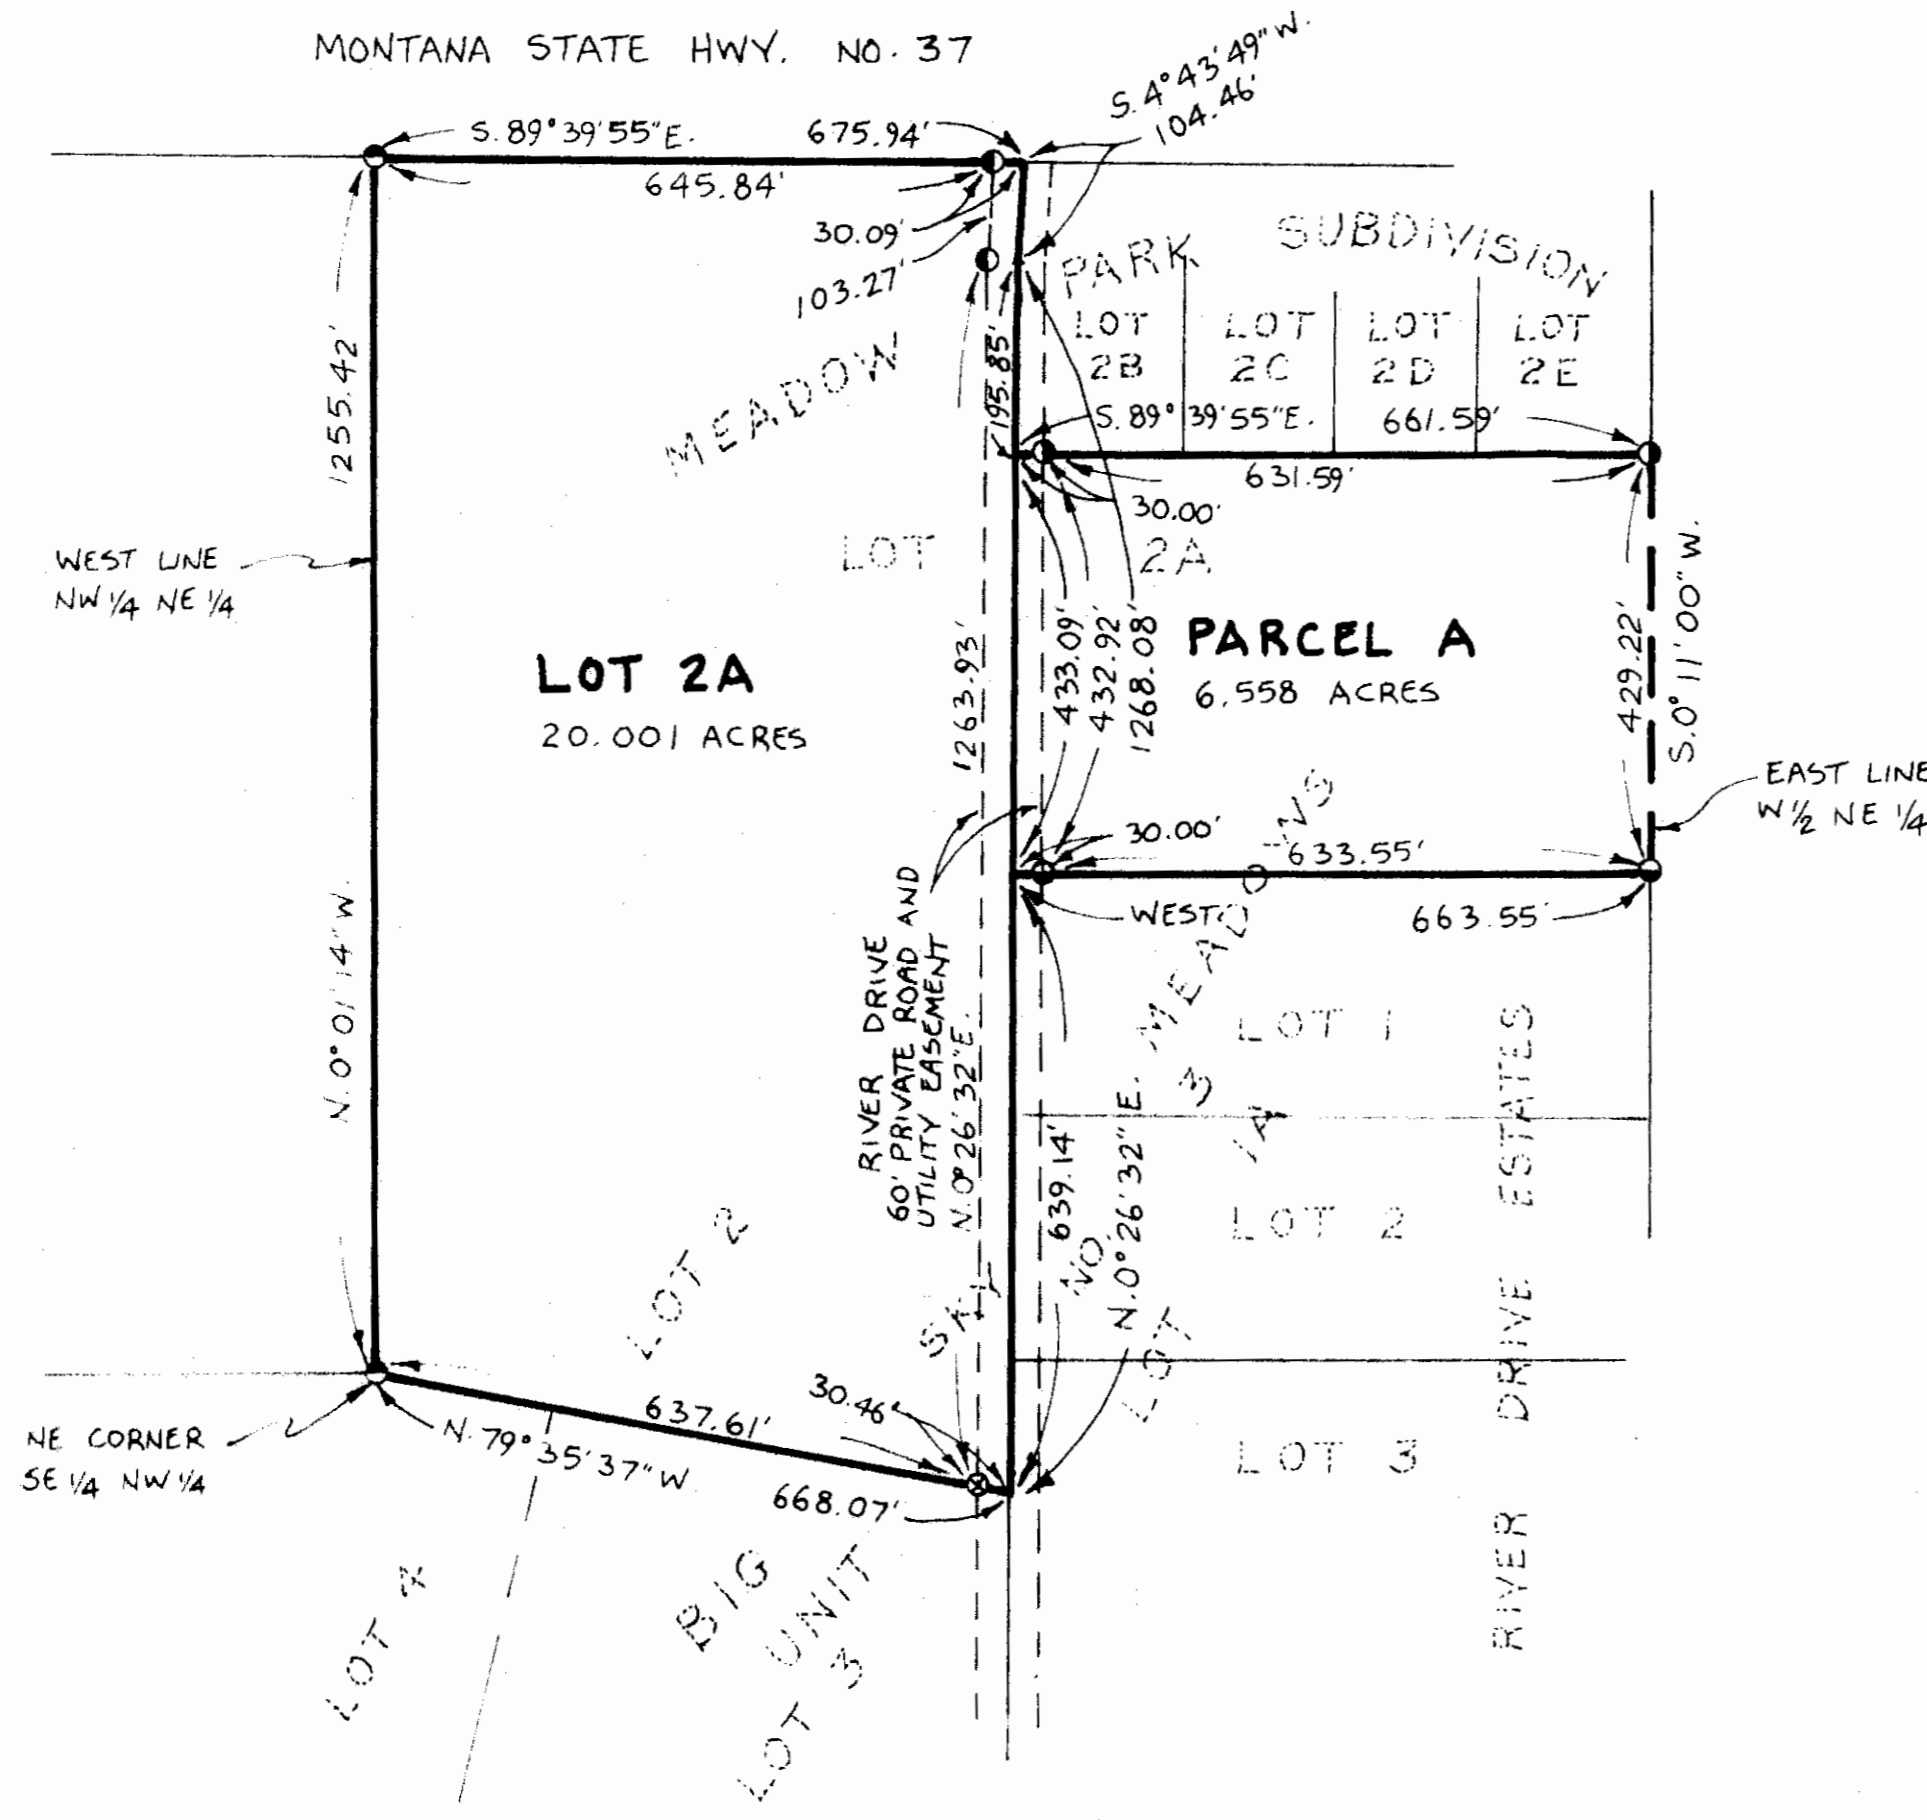 MONTANA STATE HWY. NO. 37
S. 4°43'49" W.
104.46'
S. 89°39'55" E. 675.94'
645.84'
30.09'
103.27'
195.85'
1255.42'
PARK SUBDIVISION
MEADOW
LOT 2B
LOT 2C
LOT 2D
LOT 2E
S. 89°39'55" E. 661.59'
631.59'
30.00'
LOT 2A
WEST LINE
NW 1/4 NE 1/4
LOT 2A
20.001 ACRES
1263.93'
433.09'
432.92'
1268.08'
PARCEL A
6.558 ACRES
429.22'
S. 0°11'00" W.
EAST LINE
W 1/2 NE 1/4
30.00'
633.55'
WEST 663.55'
N. 0°01'14" W.
RIVER DRIVE
60' PRIVATE ROAD AND
UTILITY EASEMENT
N. 0°26'32" E.
639.14'
N. 0°26'32" E.
MEADOWS
NO. 3
LOT 1A
LOT 1
LOT 2
LOT 3
RIVER DRIVE ESTATES
LOT 2
NE CORNER
SE 1/4 NW 1/4
637.61'
30.46'
N. 79°35'37" W.
668.07'
BIG SKY
UNIT
LOT 3
LOT 4